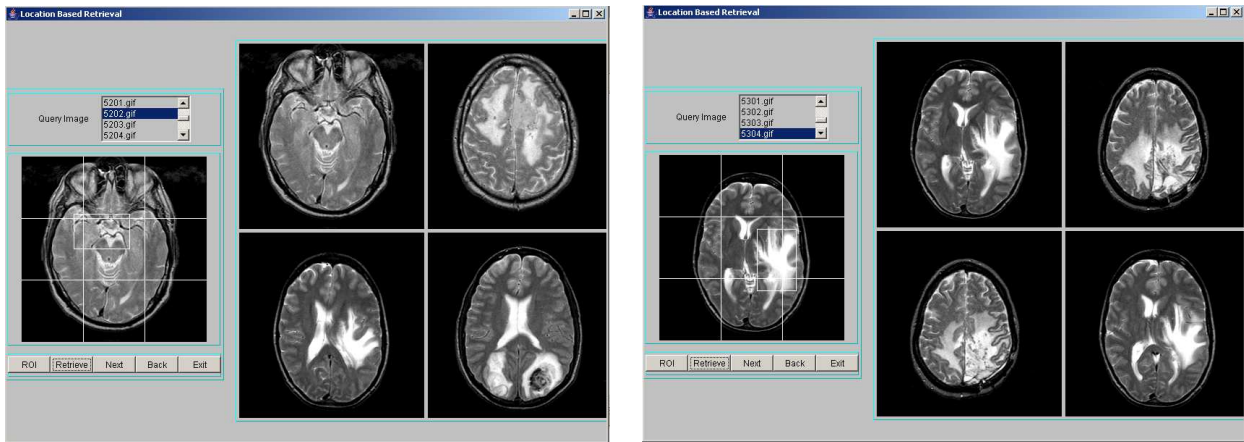 Location Based Retrieval
Query Image
5201.gif
5202.gif
5203.gif
5204.gif
ROI Retrieve Next Back Exit
Location Based Retrieval
Query Image
5301.gif
5302.gif
5303.gif
5304.gif
ROI Retrieve Next Back Exit